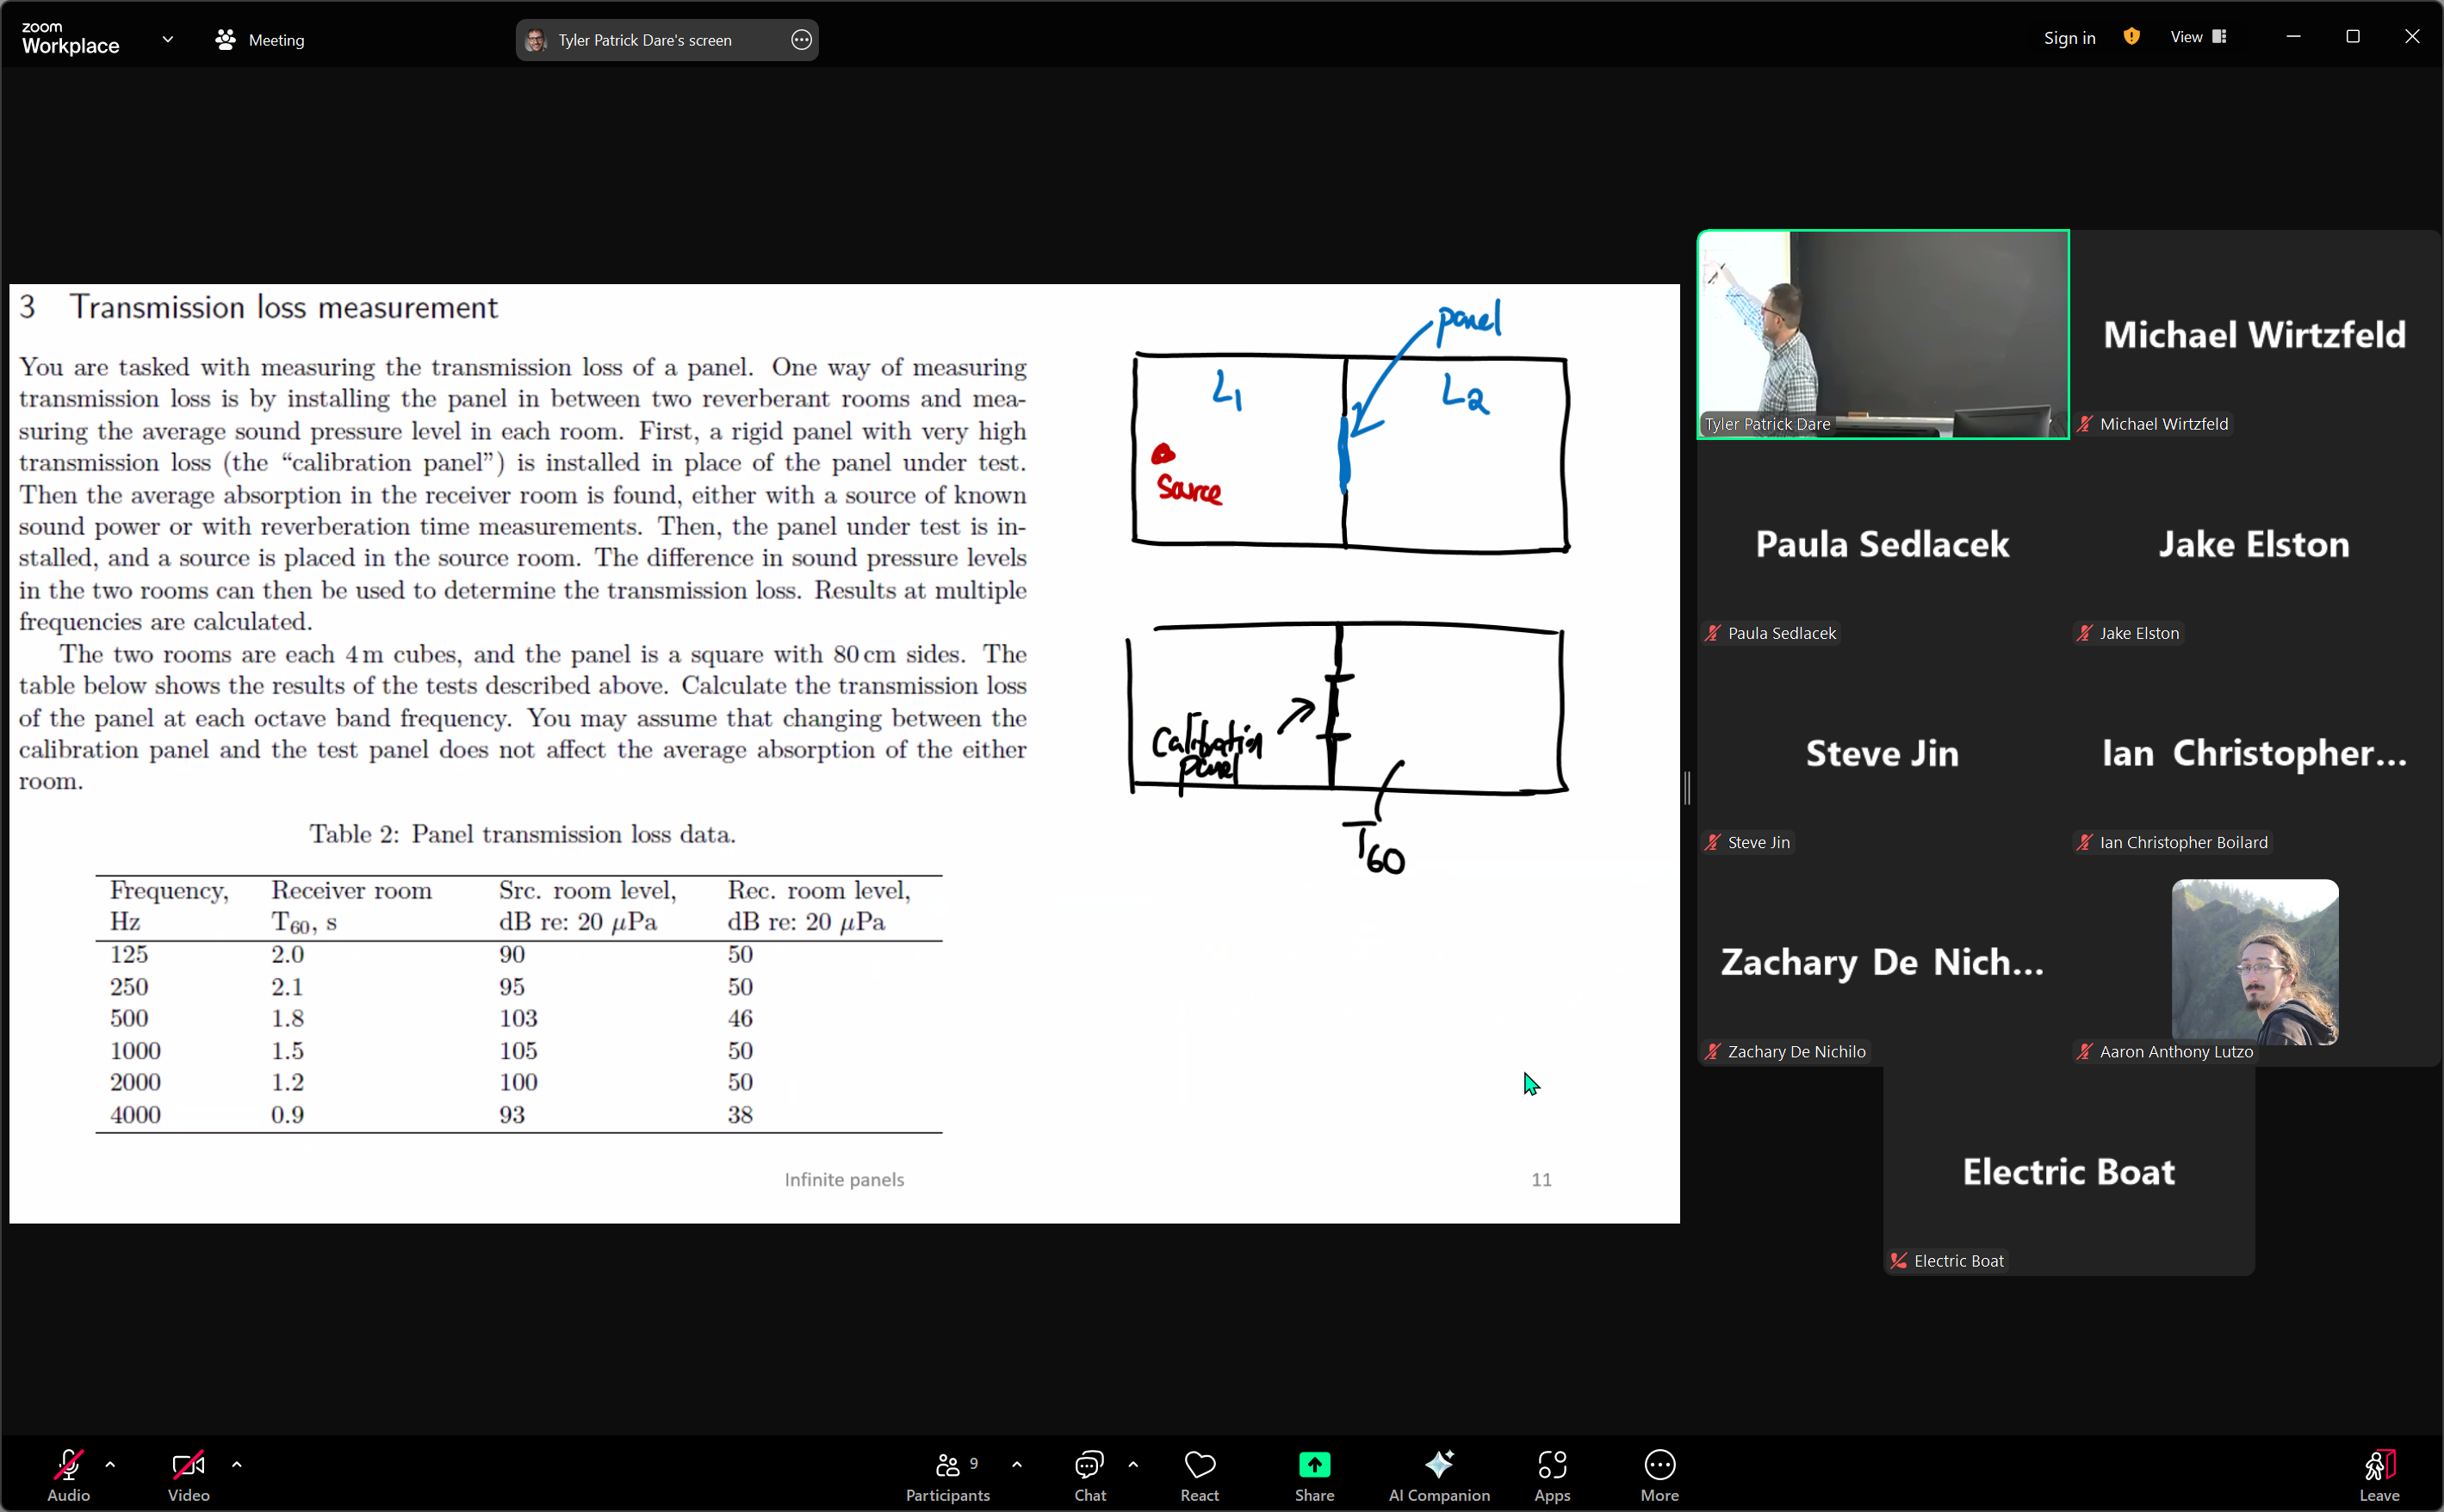 zoom
Workplace
Meeting
Tyler Patrick Dare's screen
Sign in
View
3 Transmission loss measurement
You are tasked with measuring the transmission loss of a panel. One way of measuring
transmission loss is by installing the panel in between two reverberant rooms and mea-
suring the average sound pressure level in each room. First, a rigid panel with very high
transmission loss (the “calibration panel”) is installed in place of the panel under test.
Then the average absorption in the receiver room is found, either with a source of known
sound power or with reverberation time measurements. Then, the panel under test is in-
stalled, and a source is placed in the source room. The difference in sound pressure levels
in the two rooms can then be used to determine the transmission loss. Results at multiple
frequencies are calculated.
The two rooms are each 4 m cubes, and the panel is a square with 80 cm sides. The
table below shows the results of the tests described above. Calculate the transmission loss
of the panel at each octave band frequency. You may assume that changing between the
calibration panel and the test panel does not affect the average absorption of the either
room.
Table 2: Panel transmission loss data.
Frequency, Receiver room Src. room level, Rec. room level,
Hz T60, s dB re: 20 μPa dB re: 20 μPa
125 2.0 90 50
250 2.1 95 50
500 1.8 103 46
1000 1.5 105 50
2000 1.2 100 50
4000 0.9 93 38
panel
L1 L2
Source
Calibration
panel
T60
Infinite panels
11
Tyler Patrick Dare
Michael Wirtzfeld
Michael Wirtzfeld
Paula Sedlacek
Paula Sedlacek
Jake Elston
Jake Elston
Steve Jin
Steve Jin
Ian Christopher...
Ian Christopher Boilard
Zachary De Nich...
Zachary De Nichilo
Aaron Anthony Lutzo
Electric Boat
Electric Boat
Audio
Video
Participants
9
Chat
React
Share
AI Companion
Apps
More
Leave